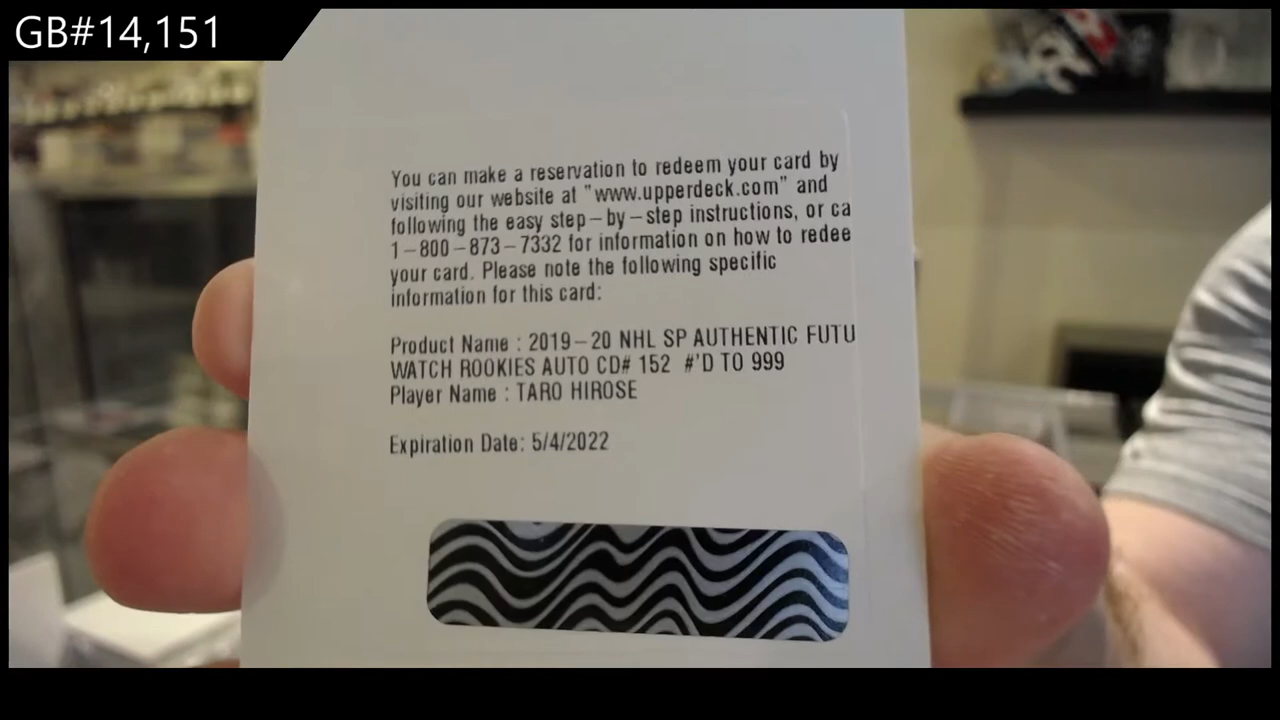 GB#14,151
You can make a reservation to redeem your card by
visiting our website at "www.upperdeck.com" and
following the easy step-by-step instructions, or ca
1-800-873-7332 for information on how to redee
your card. Please note the following specific
information for this card:
Product Name : 2019-20 NHL SP AUTHENTIC FUTU
WATCH ROOKIES AUTO CD# 152 #'D TO 999
Player Name : TARO HIROSE
Expiration Date: 5/4/2022